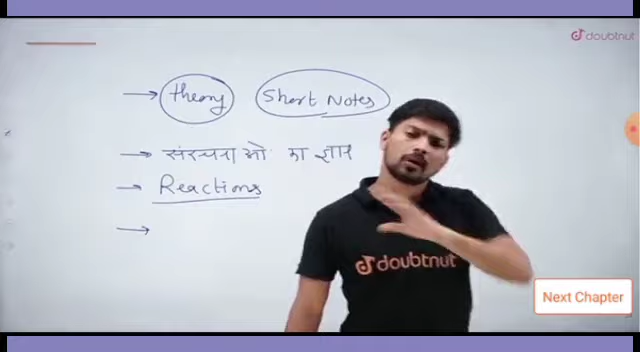 doubtnut
→ theory Short Notes
→ संरचनाओं का ज्ञान
→ Reactions
→
doubtnut
Next Chapter